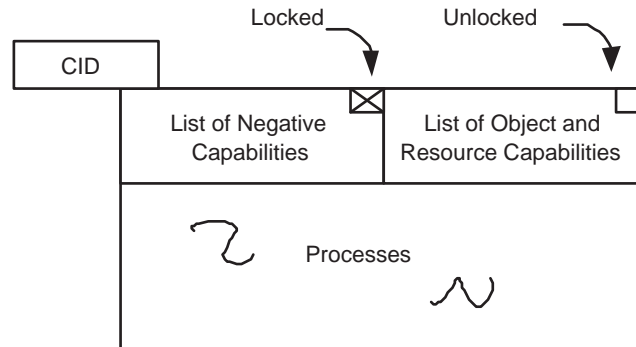 Locked
Unlocked
CID
List of Negative
Capabilities
List of Object and
Resource Capabilities
Processes